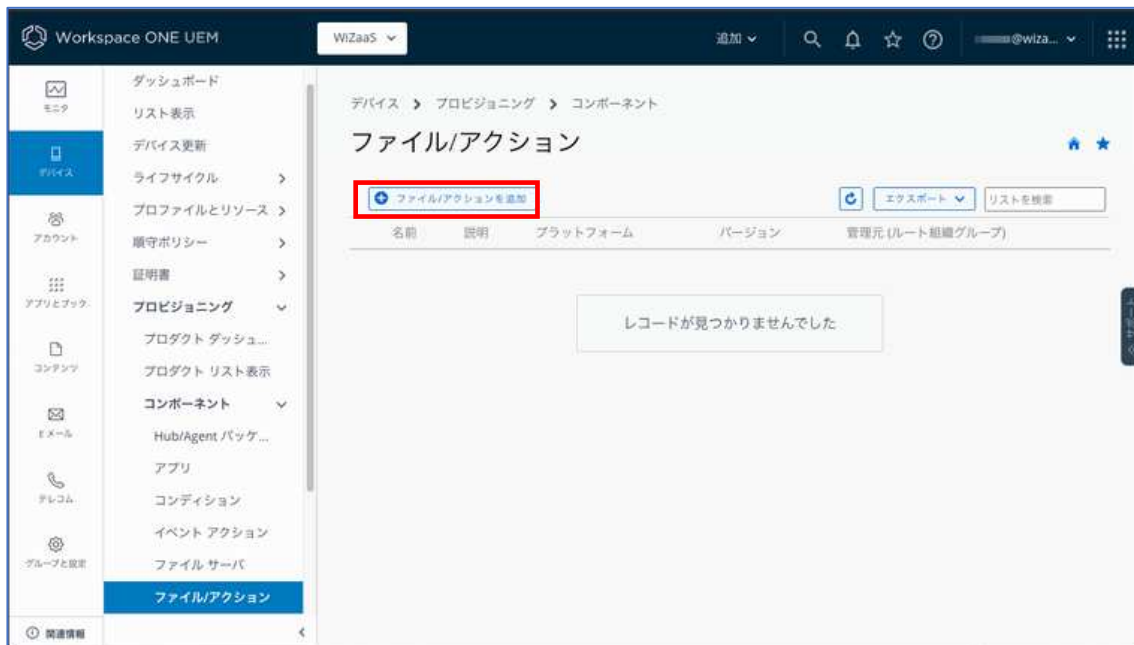 Workspace ONE UEM
WiZaaS
追加
@wiza...
モニタ
デバイス
アカウント
アプリとブック
コンテンツ
Eメール
テレコム
グループと設定
関連情報
ダッシュボード
リスト表示
デバイス更新
ライフサイクル
プロファイルとリソース
順守ポリシー
証明書
プロビジョニング
プロダクト ダッシュ...
プロダクト リスト表示
コンポーネント
Hub/Agent パッケ...
アプリ
コンディション
イベント アクション
ファイル サーバ
ファイル/アクション
デバイス > プロビジョニング > コンポーネント
ファイル/アクション
ファイル/アクションを追加
エクスポート
リストを検索
名前 説明 プラットフォーム バージョン 管理元 (ルート組織グループ)
レコードが見つかりませんでした